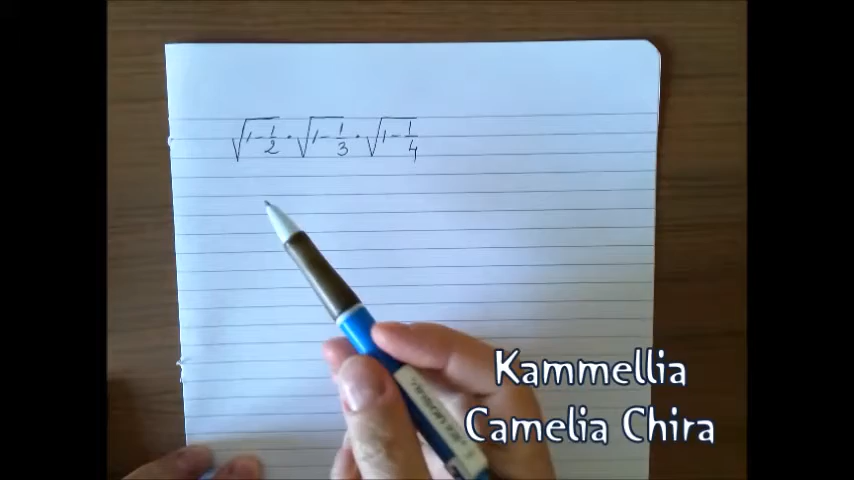 √(1-1/2) · √(1-1/3) · √(1-1/4)
Kammellia
Camelia Chira